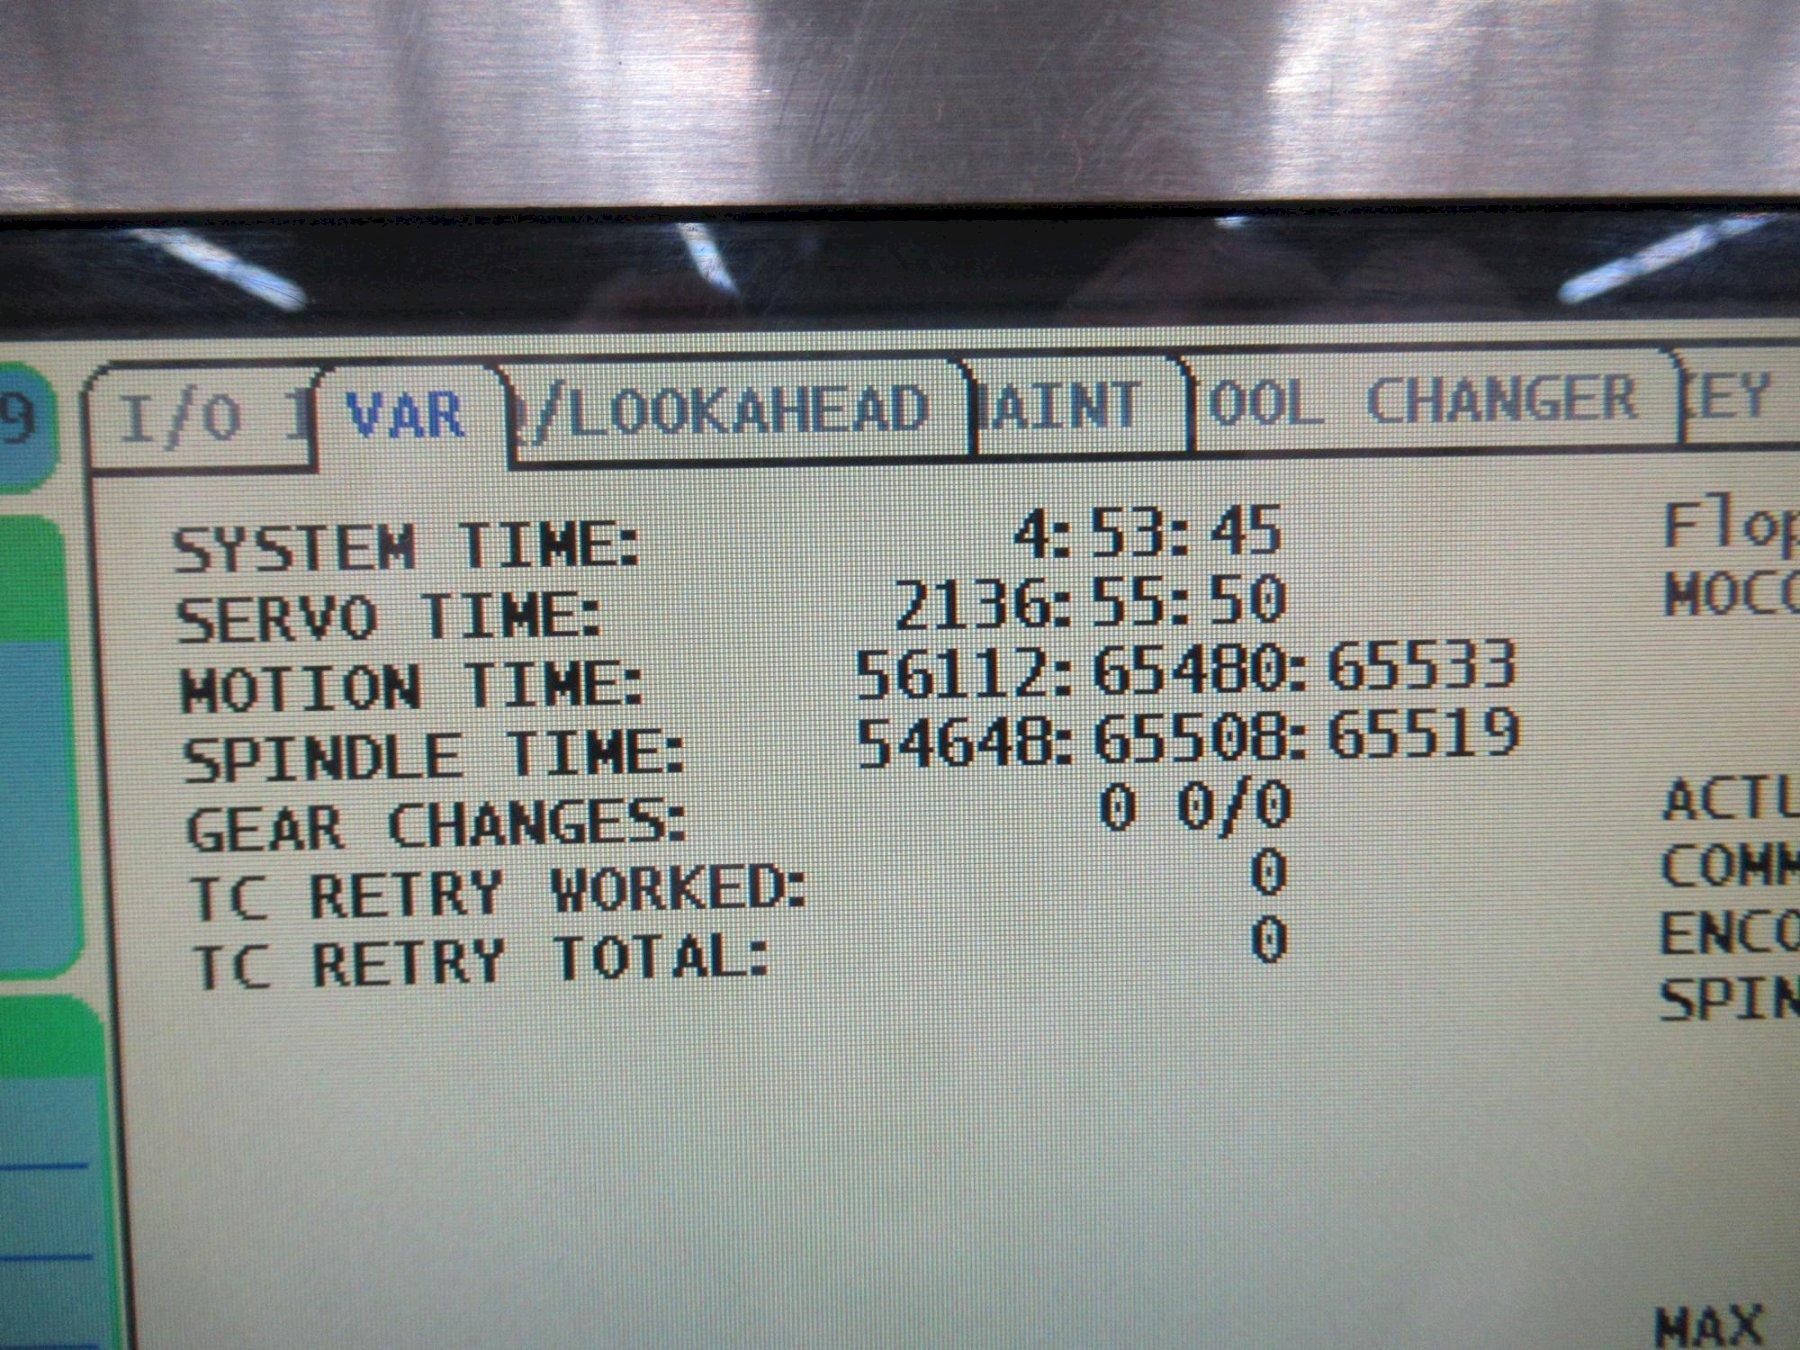 9
I/O 1 VAR /LOOKAHEAD AINT OOL CHANGER EY
SYSTEM TIME: 4:53:45 Flop
SERVO TIME: 2136:55:50 MOCC
MOTION TIME: 56112:65480:65533
SPINDLE TIME: 54648:65508:65519
GEAR CHANGES: 0 0/0 ACTU
TC RETRY WORKED: 0 COMM
TC RETRY TOTAL: 0 ENCO
SPIN
MAX